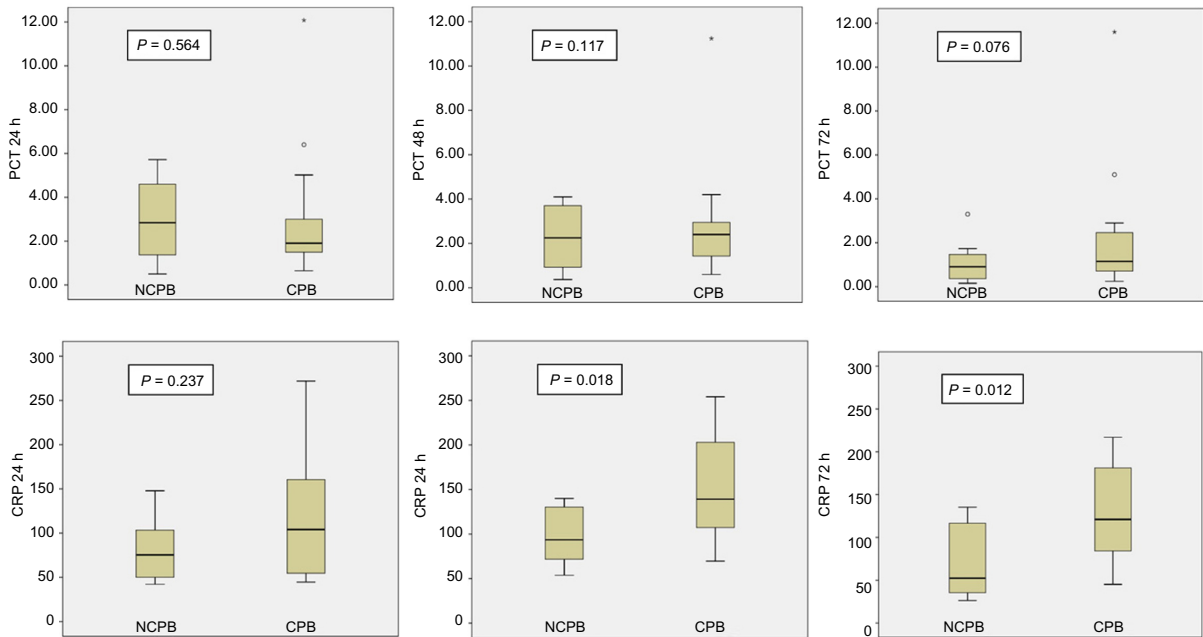 12.00
10.00
8.00
6.00
4.00
2.00
0.00
PCT 24 h
P = 0.564
*
NCPB
CPB
12.00
10.00
8.00
6.00
4.00
2.00
0.00
PCT 48 h
P = 0.117
*
NCPB
CPB
12.00
10.00
8.00
6.00
4.00
2.00
0.00
PCT 72 h
P = 0.076
*
NCPB
CPB
300
250
200
150
100
50
0
CRP 24 h
P = 0.237
NCPB
CPB
300
250
200
150
100
50
0
CRP 24 h
P = 0.018
NCPB
CPB
300
250
200
150
100
50
0
CRP 72 h
P = 0.012
NCPB
CPB